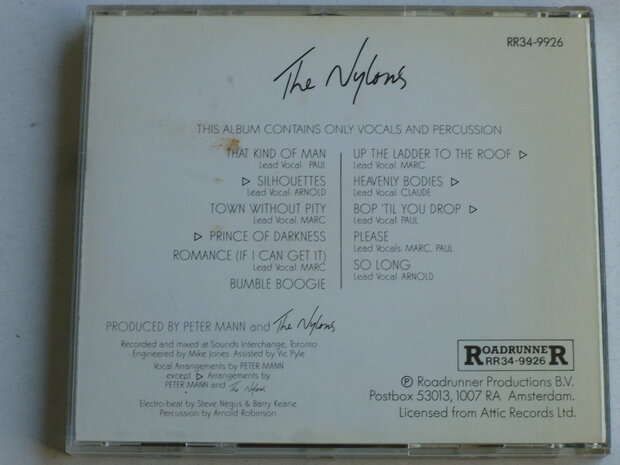 RR34-9926
The Nylons
THIS ALBUM CONTAINS ONLY VOCALS AND PERCUSSION
THAT KIND OF MAN
Lead Vocal: PAUL
▷ SILHOUETTES
Lead Vocal: ARNOLD
TOWN WITHOUT PITY
Lead Vocal: MARC
▷ PRINCE OF DARKNESS
ROMANCE (IF I CAN GET IT)
Lead Vocal: MARC
BUMBLE BOOGIE
UP THE LADDER TO THE ROOF ▷
Lead Vocal: MARC
HEAVENLY BODIES ▷
Lead Vocal: CLAUDE
BOP 'TIL YOU DROP ▷
Lead Vocal: PAUL
PLEASE
Lead Vocals: MARC, PAUL
SO LONG
Lead Vocal: ARNOLD
PRODUCED BY PETER MANN and The Nylons
Recorded and mixed at Sounds Interchange, Toronto
Engineered by Mike Jones. Assisted by Vic Pyle
Vocal Arrangements by PETER MANN
except ▷ Arrangements by
PETER MANN and The Nylons
Electro-beat by Steve Negus & Barry Keane
Percussion by Arnold Robinson
ROADRUNNER
RR34-9926
Ⓟ Roadrunner Productions B.V.
Postbox 53013, 1007 RA Amsterdam.
Licensed from Attic Records Ltd.